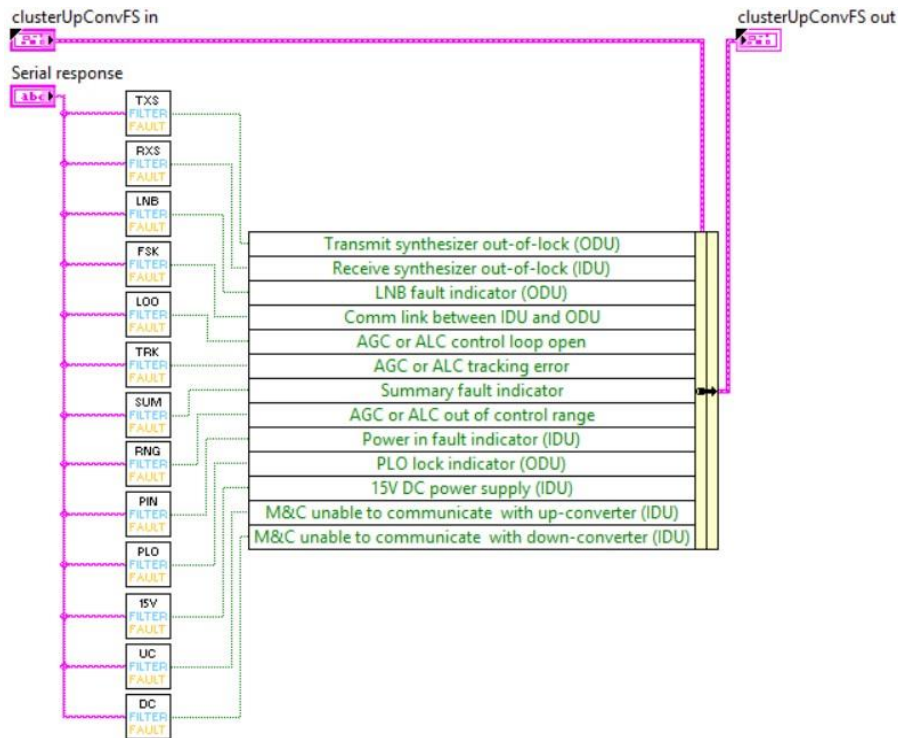 clusterUpConvFS in
clusterUpConvFS out
Serial response
abc
TXS
FILTER
FAULT
RXS
FILTER
FAULT
LNB
FILTER
FAULT
FSK
FILTER
FAULT
LOO
FILTER
FAULT
TRK
FILTER
FAULT
SUM
FILTER
FAULT
RNG
FILTER
FAULT
PIN
FILTER
FAULT
PLO
FILTER
FAULT
15V
FILTER
FAULT
UC
FILTER
FAULT
DC
FILTER
FAULT
Transmit synthesizer out-of-lock (ODU)
Receive synthesizer out-of-lock (IDU)
LNB fault indicator (ODU)
Comm link between IDU and ODU
AGC or ALC control loop open
AGC or ALC tracking error
Summary fault indicator
AGC or ALC out of control range
Power in fault indicator (IDU)
PLO lock indicator (ODU)
15V DC power supply (IDU)
M&C unable to communicate with up-converter (IDU)
M&C unable to communicate with down-converter (IDU)